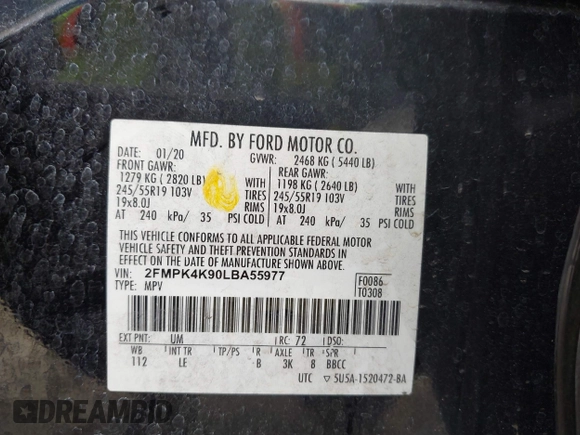 MFD. BY FORD MOTOR CO.
DATE: 01/20 GVWR: 2468 KG ( 5440 LB)
FRONT GAWR: REAR GAWR:
1279 KG ( 2820 LB) WITH 1198 KG ( 2640 LB) WITH
245/55R19 103V TIRES 245/55R19 103V TIRES
19x8.0J RIMS 19x8.0J RIMS
AT 240 kPa/ 35 PSI COLD AT 240 kPa/ 35 PSI COLD
THIS VEHICLE CONFORMS TO ALL APPLICABLE FEDERAL MOTOR
VEHICLE SAFETY AND THEFT PREVENTION STANDARDS IN
EFFECT ON THE DATE OF MANUFACTURE SHOWN ABOVE.
VIN: 2FMPK4K90LBA55977 F0086
TYPE: MPV T0308
EXT PNT: UM RC: 72 DSO:
WB INT TR TP/PS R AXLE TR SPR
112 LE B 3K 8 BBCC
UTC 5U5A-1520472-BA
DREAMBID